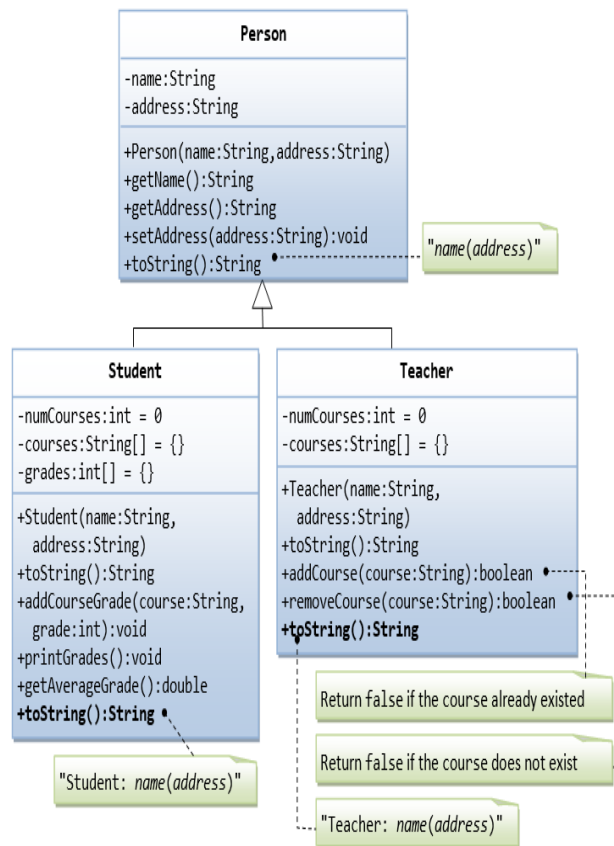 Person
-name:String
-address:String
+Person(name:String,address:String)
+getName():String
+getAddress():String
+setAddress(address:String):void
+toString():String
"name(address)"
Student
-numCourses:int = 0
-courses:String[] = {}
-grades:int[] = {}
+Student(name:String,
address:String)
+toString():String
+addCourseGrade(course:String,
grade:int):void
+printGrades():void
+getAverageGrade():double
+toString():String
"Student: name(address)"
Teacher
-numCourses:int = 0
-courses:String[] = {}
+Teacher(name:String,
address:String)
+toString():String
+addCourse(course:String):boolean
+removeCourse(course:String):boolean
+toString():String
Return false if the course already existed
Return false if the course does not exist
"Teacher: name(address)"